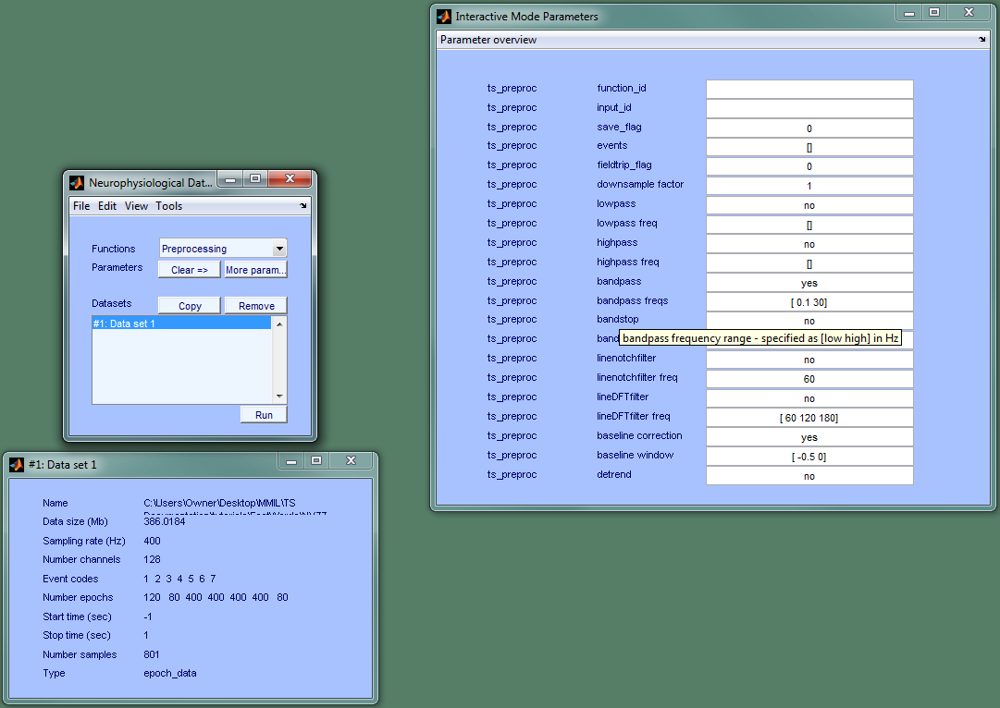 Interactive Mode Parameters
Parameter overview
ts_preproc function_id
ts_preproc input_id
ts_preproc save_flag 0
ts_preproc events []
ts_preproc fieldtrip_flag 0
ts_preproc downsample factor 1
ts_preproc lowpass no
ts_preproc lowpass freq []
ts_preproc highpass no
ts_preproc highpass freq []
ts_preproc bandpass yes
ts_preproc bandpass freqs [ 0.1 30]
ts_preproc bandstop no
ts_preproc band
bandpass frequency range - specified as [low high] in Hz
ts_preproc linenotchfilter no
ts_preproc linenotchfilter freq 60
ts_preproc lineDFTfilter no
ts_preproc lineDFTfilter freq [ 60 120 180]
ts_preproc baseline correction yes
ts_preproc baseline window [ -0.5 0]
ts_preproc detrend no
Neurophysiological Dat...
File Edit View Tools
Functions Preprocessing
Parameters Clear => More param...
Datasets Copy Remove
#1: Data set 1
Run
#1: Data set 1
Name C:\Users\Owner\Desktop\MMIL\TS
Data size (Mb) 386.0184
Sampling rate (Hz) 400
Number channels 128
Event codes 1 2 3 4 5 6 7
Number epochs 120 80 400 400 400 400 80
Start time (sec) -1
Stop time (sec) 1
Number samples 801
Type epoch_data